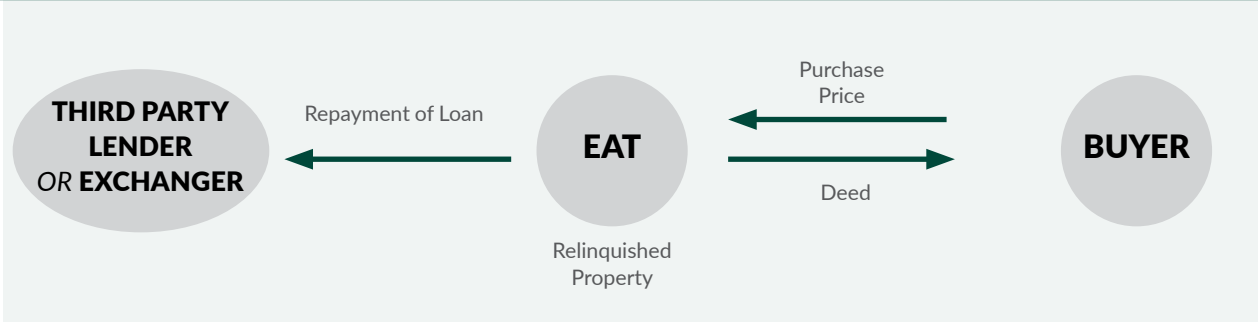 THIRD PARTY
LENDER
OR EXCHANGER
Repayment of Loan
EAT
Relinquished
Property
Purchase
Price
Deed
BUYER